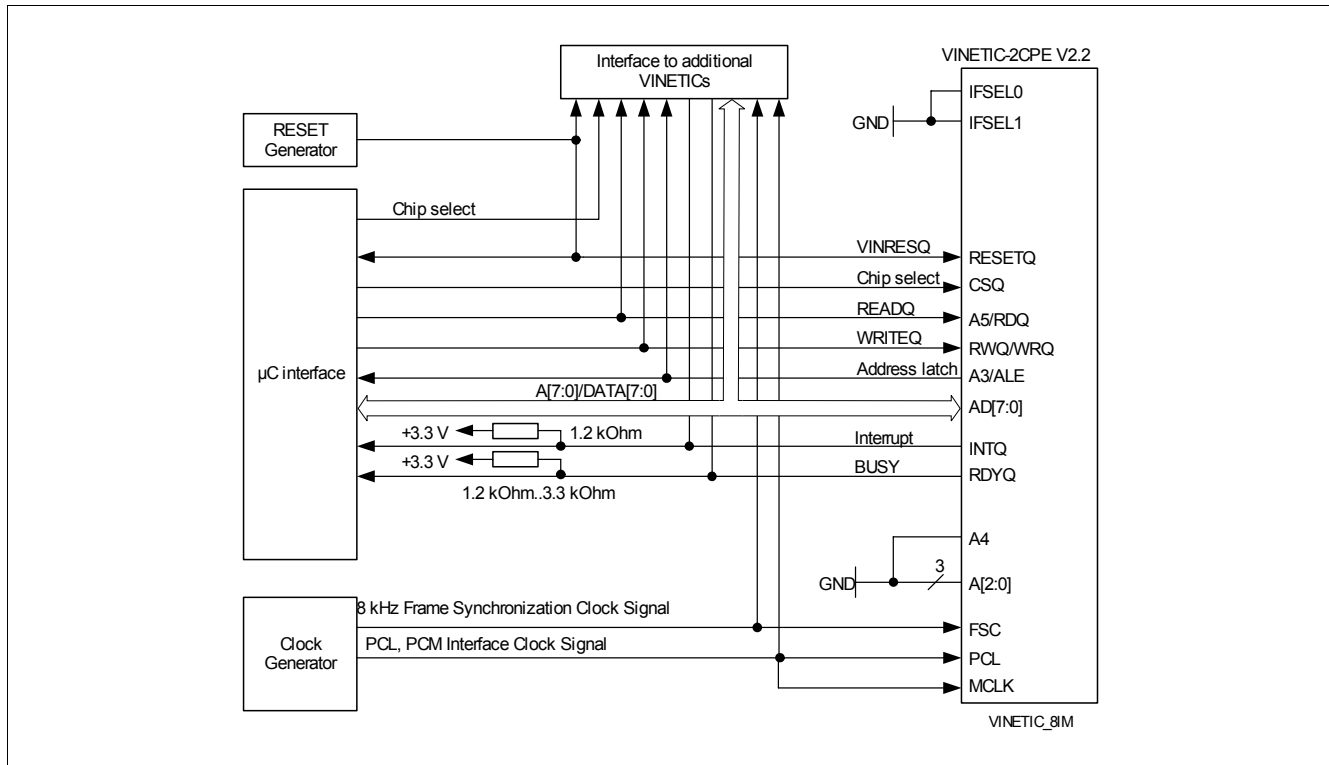 Interface to additional
VINETICs
VINETIC-2CPE V2.2
IFSEL0
GND
IFSEL1
RESET
Generator
Chip select
VINRESQ
RESETQ
Chip select
CSQ
READQ
A5/RDQ
WRITEQ
RWQ/WRQ
µC interface
Address latch
A3/ALE
A[7:0]/DATA[7:0]
AD[7:0]
+3.3 V
1.2 kOhm
Interrupt
INTQ
+3.3 V
BUSY
RDYQ
1.2 kOhm..3.3 kOhm
A4
3
GND
A[2:0]
8 kHz Frame Synchronization Clock Signal
FSC
Clock
Generator
PCL, PCM Interface Clock Signal
PCL
MCLK
VINETIC_8IM